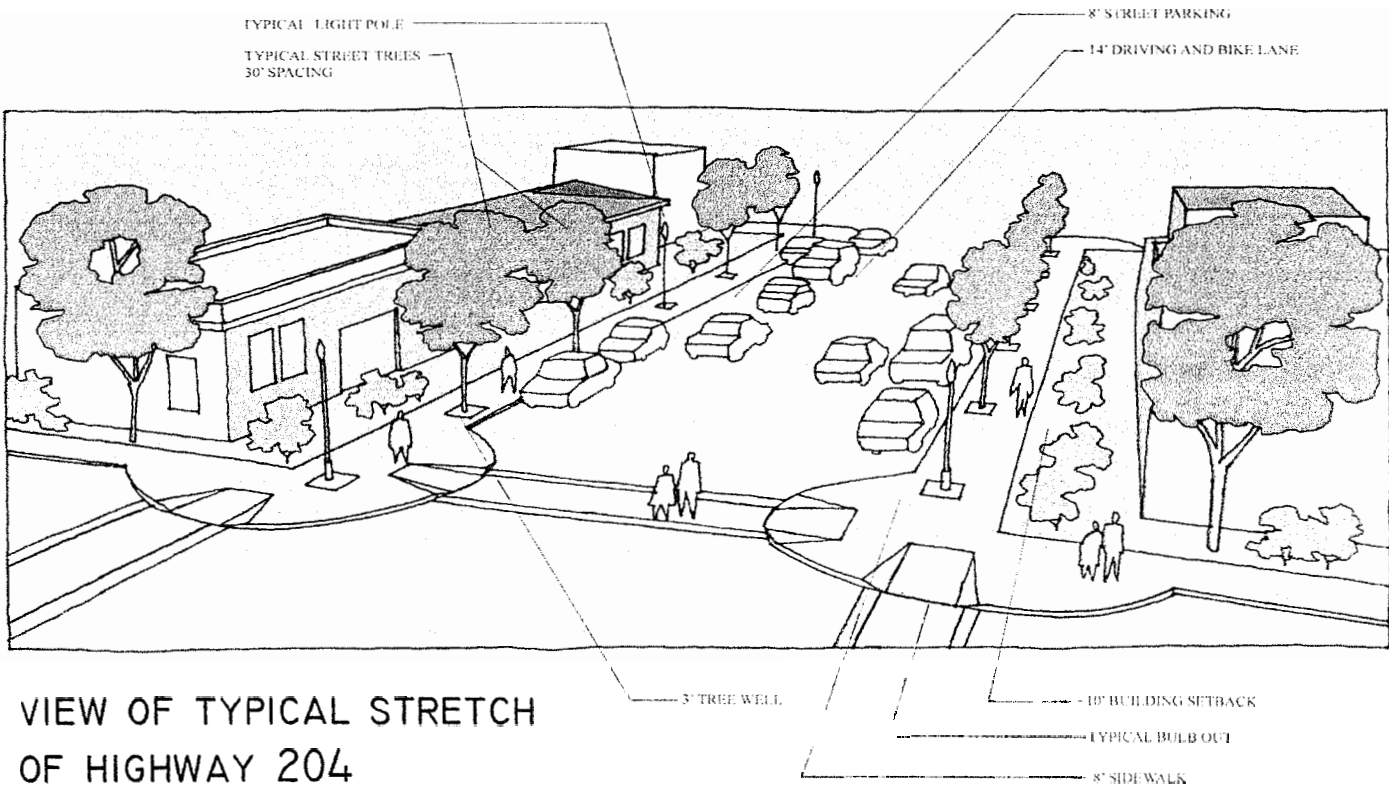 TYPICAL LIGHT POLE
TYPICAL STREET TREES
30' SPACING
8' STREET PARKING
14' DRIVING AND BIKE LANE
3' TREE WELL
10' BUILDING SETBACK
TYPICAL BULB OUT
8' SIDEWALK
VIEW OF TYPICAL STRETCH
OF HIGHWAY 204